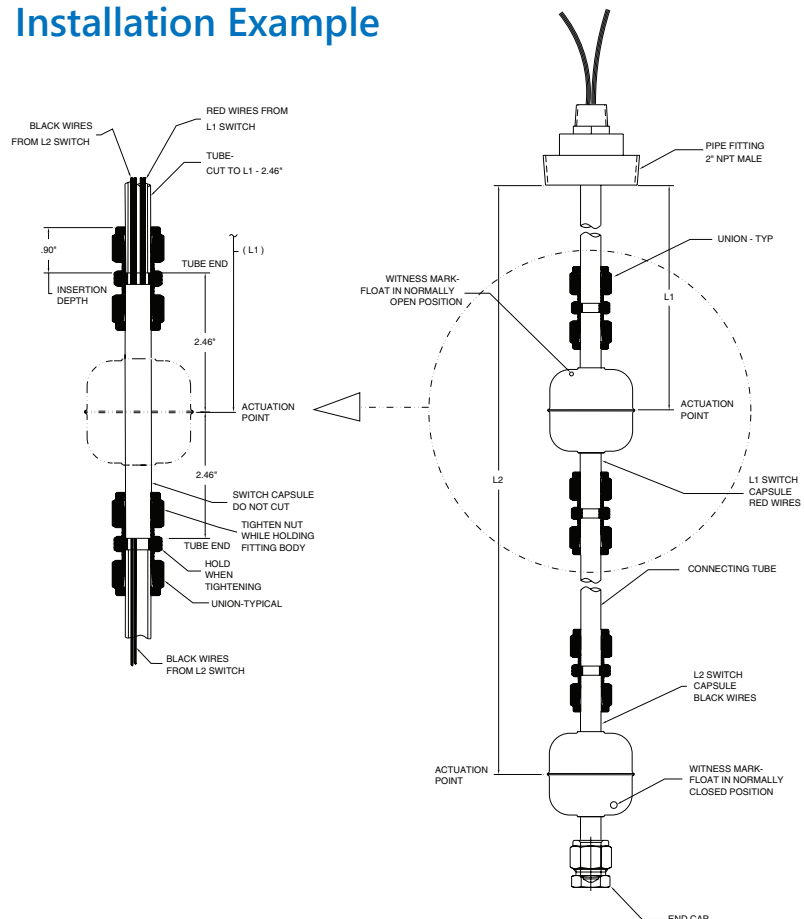 Installation Example
BLACK WIRES
FROM L2 SWITCH
RED WIRES FROM
L1 SWITCH
TUBE-
CUT TO L1 - 2.46"
.90"
INSERTION
DEPTH
TUBE END
( L1 )
2.46"
ACTUATION
POINT
2.46"
SWITCH CAPSULE
DO NOT CUT
TIGHTEN NUT
WHILE HOLDING
FITTING BODY
TUBE END
HOLD
WHEN
TIGHTENING
UNION-TYPICAL
BLACK WIRES
FROM L2 SWITCH
PIPE FITTING
2" NPT MALE
UNION - TYP
WITNESS MARK-
FLOAT IN NORMALLY
OPEN POSITION
L1
ACTUATION
POINT
L2
L1 SWITCH
CAPSULE
RED WIRES
CONNECTING TUBE
L2 SWITCH
CAPSULE
BLACK WIRES
ACTUATION
POINT
WITNESS MARK-
FLOAT IN NORMALLY
CLOSED POSITION
END CAP